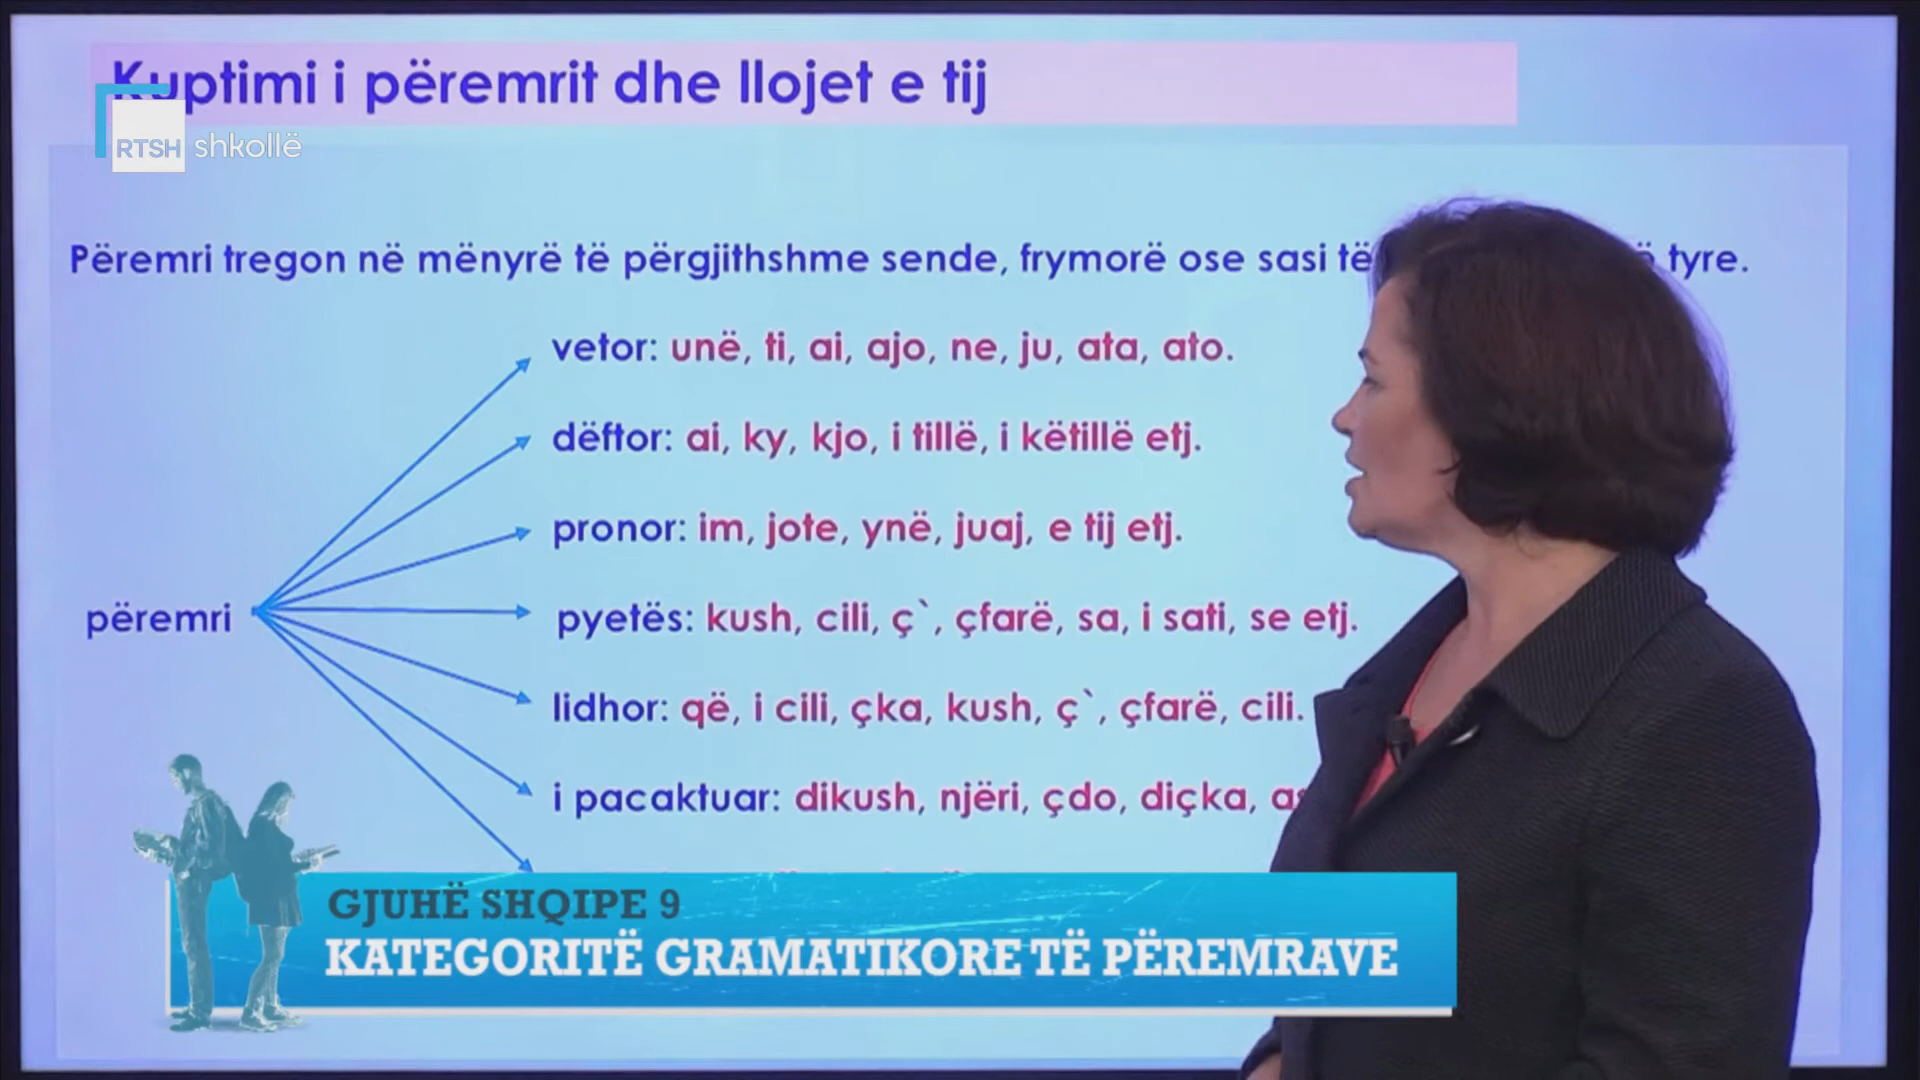 Kuptimi i përemrit dhe llojet e tij
RTSH shkollë
Përemri tregon në mënyrë të përgjithshme sende, frymorë ose sasi të tyre.
vetor: unë, ti, ai, ajo, ne, ju, ata, ato.
dëftor: ai, ky, kjo, i tillë, i këtillë etj.
pronor: im, jote, ynë, juaj, e tij etj.
përemri
pyetës: kush, cili, ç`, çfarë, sa, i sati, se etj.
lidhor: që, i cili, çka, kush, ç`, çfarë, cili.
i pacaktuar: dikush, njëri, çdo, diçka,
GJUHË SHQIPE 9
KATEGORITË GRAMATIKORE TË PËREMRAVE